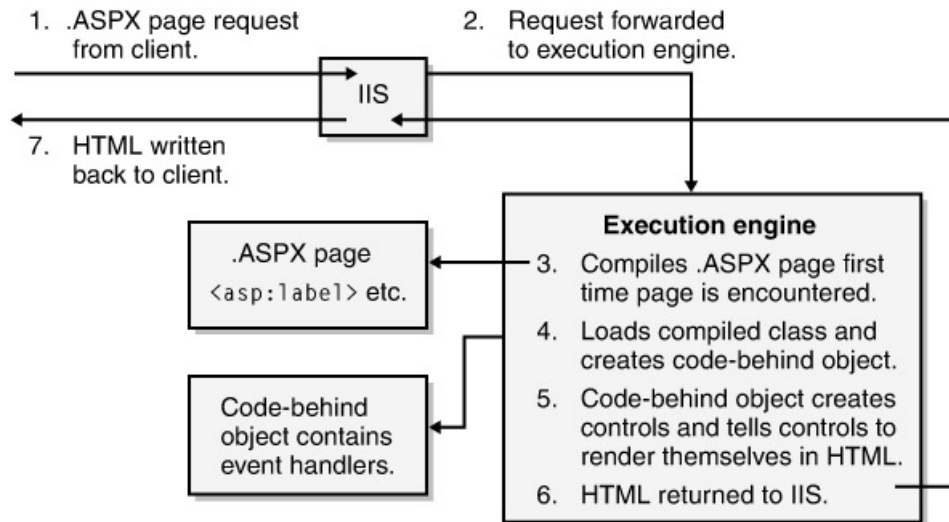 1. .ASPX page request
from client.
2. Request forwarded
to execution engine.
IIS
7. HTML written
back to client.
.ASPX page
<asp:label> etc.
Code-behind
object contains
event handlers.
Execution engine
3. Compiles .ASPX page first
time page is encountered.
4. Loads compiled class and
creates code-behind object.
5. Code-behind object creates
controls and tells controls to
render themselves in HTML.
6. HTML returned to IIS.